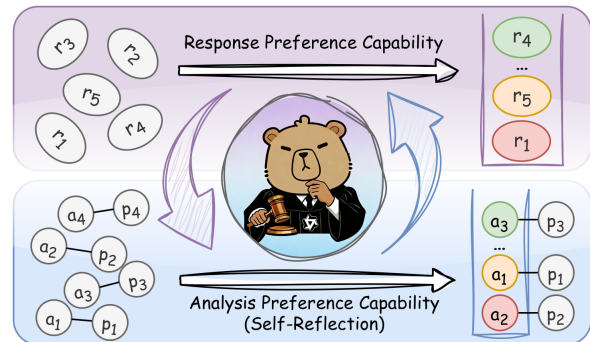 r3
r2
r5
r1
r4
Response Preference Capability
r4
...
r5
r1
a4 p4
a2 p2
a3 p3
a1 p1
Analysis Preference Capability
(Self-Reflection)
a3 p3
...
a1 p1
a2 p2